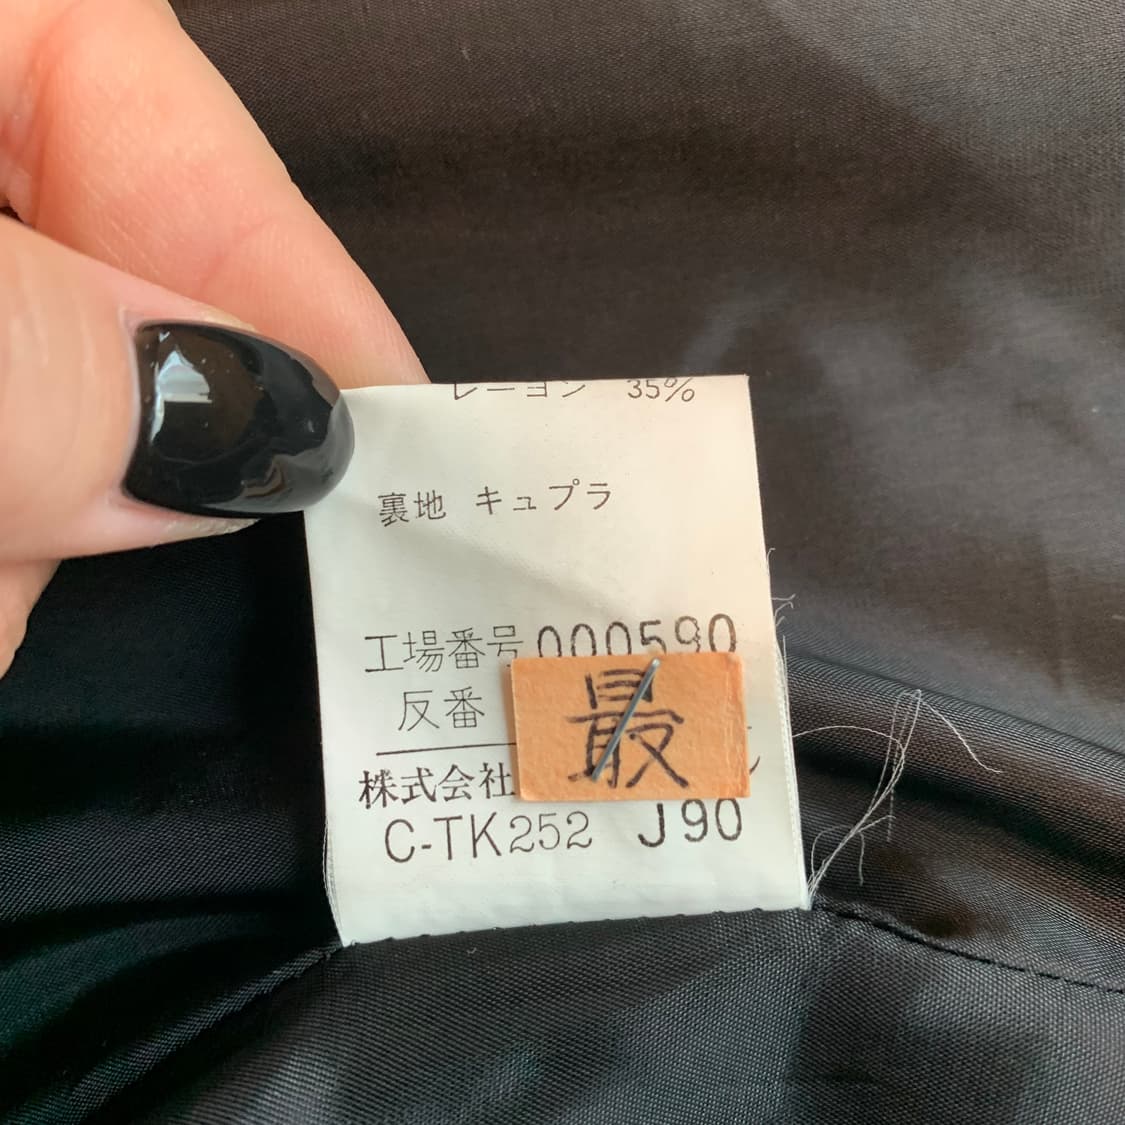 レーヨン 35%
裏地 キュプラ
工場番号 000590
反番
最
株式会社
C-TK252 J90